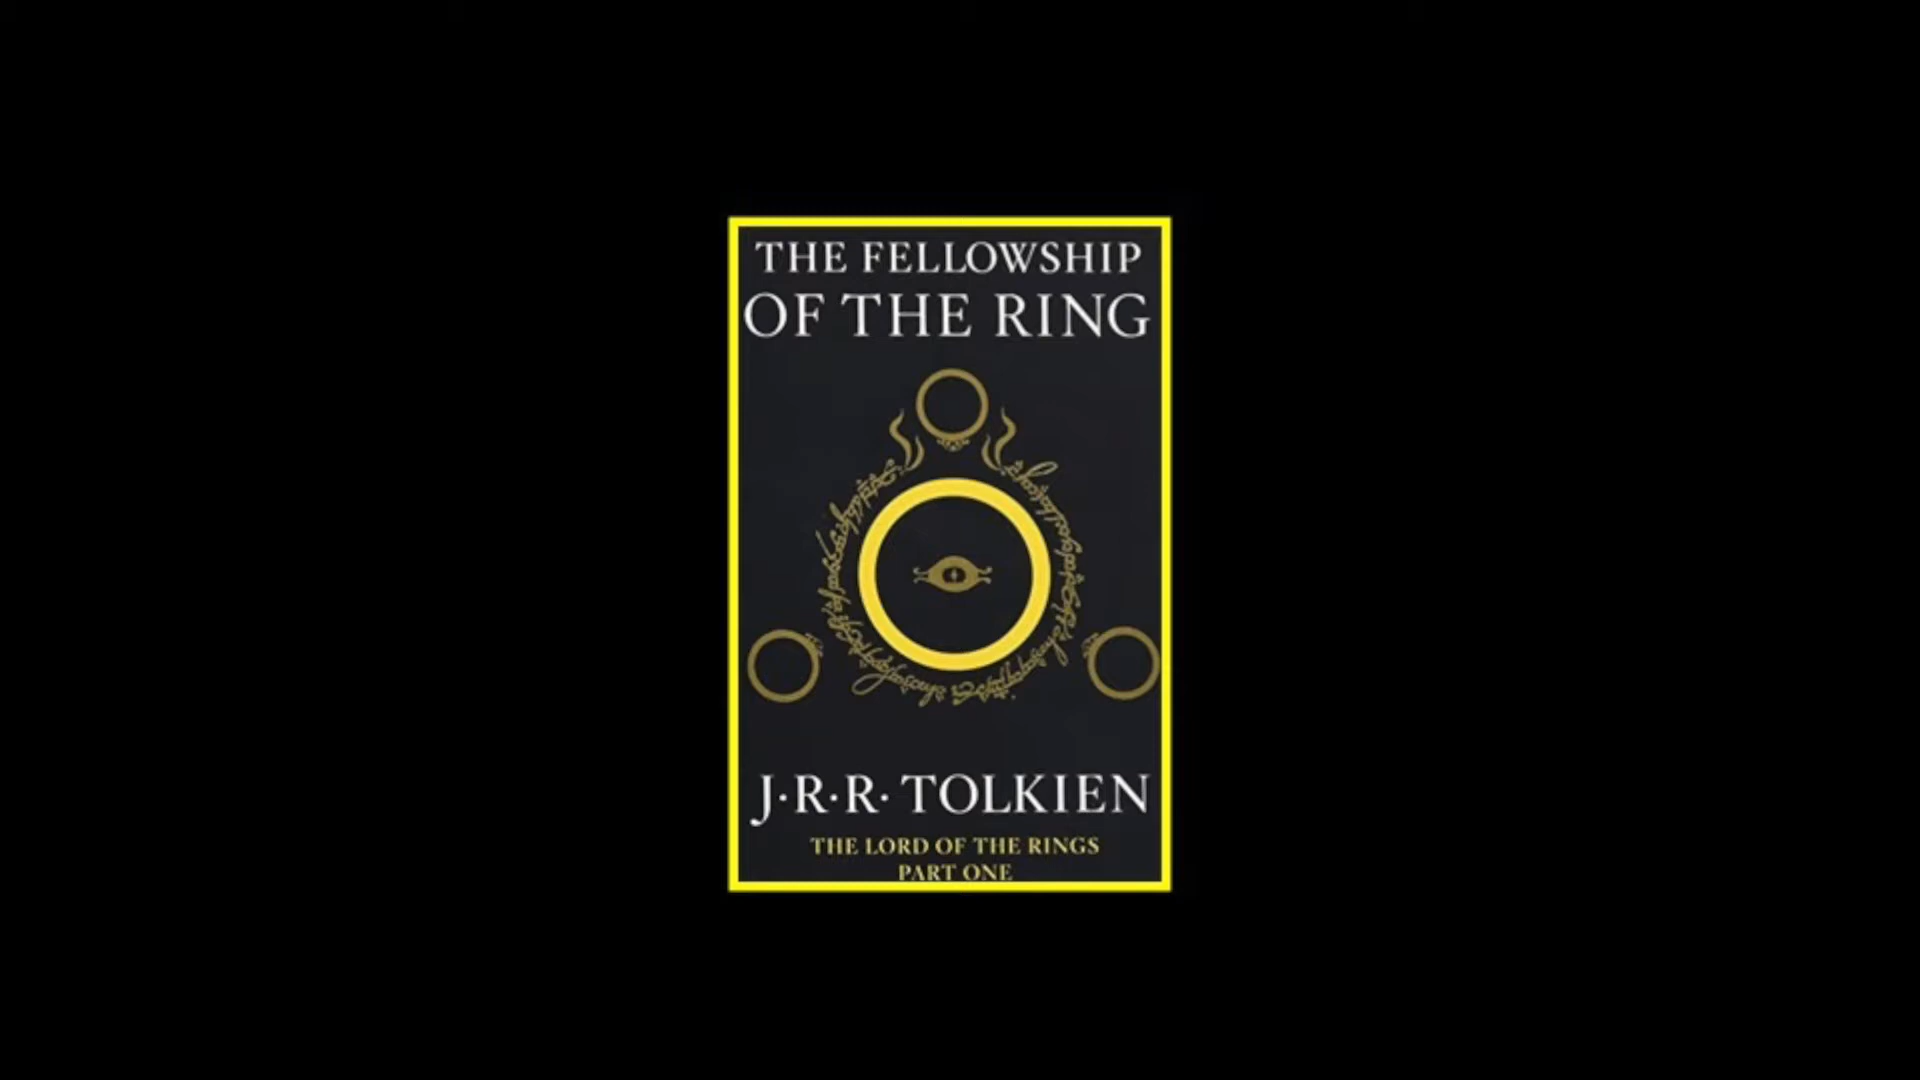 THE FELLOWSHIP
OF THE RING
J·R·R· TOLKIEN
THE LORD OF THE RINGS
PART ONE